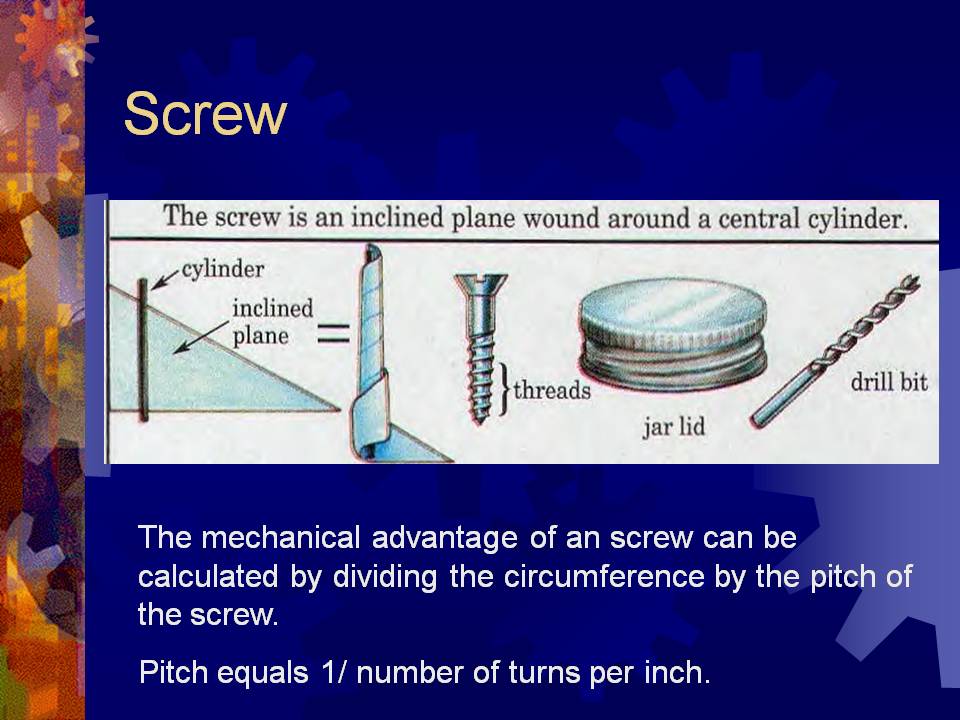 Screw
The screw is an inclined plane wound around a central cylinder.
cylinder
inclined
plane
=
threads
jar lid
drill bit
The mechanical advantage of an screw can be
calculated by dividing the circumference by the pitch of
the screw.
Pitch equals 1/ number of turns per inch.